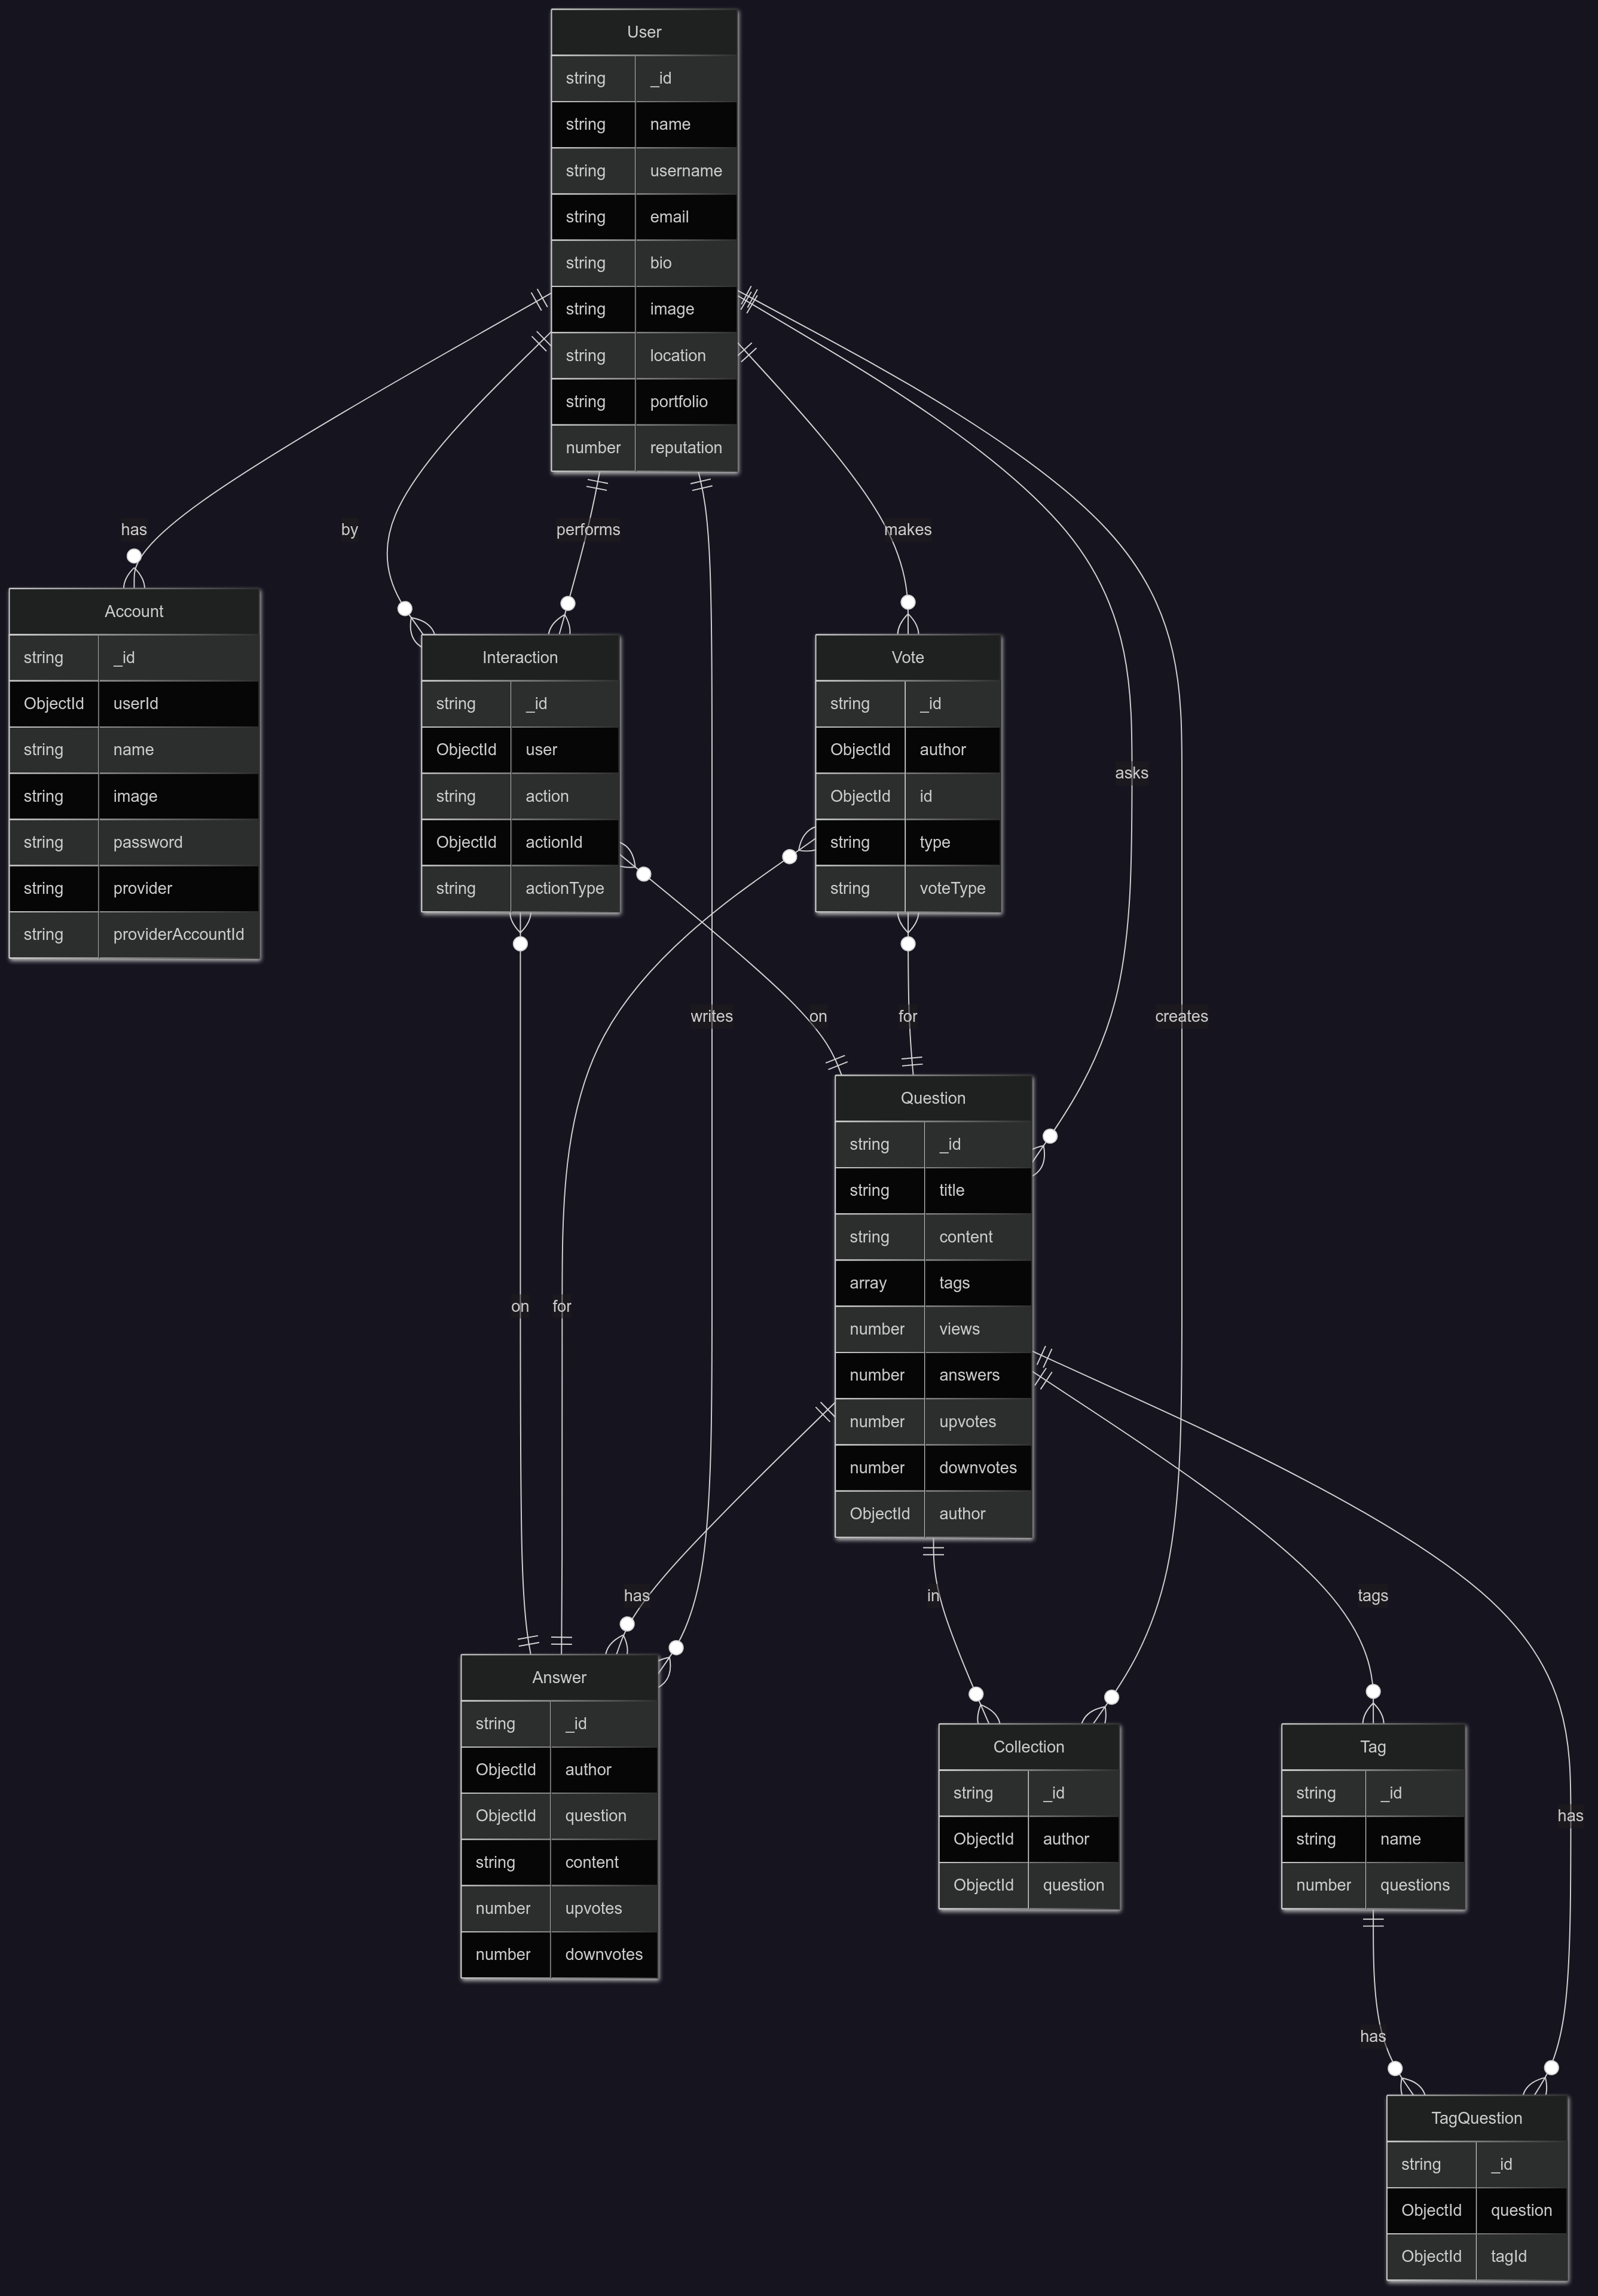 User
string _id
string name
string username
string email
string bio
string image
string location
string portfolio
number reputation
has
by
performs
makes
Account
string _id
ObjectId userId
string name
string image
string password
string provider
string providerAccountId
Interaction
string _id
ObjectId user
string action
ObjectId actionId
string actionType
Vote
string _id
ObjectId author
ObjectId id
string type
string voteType
asks
writes
on
for
creates
Question
string _id
string title
string content
array tags
number views
number answers
number upvotes
number downvotes
ObjectId author
on
for
has
in
tags
Answer
string _id
ObjectId author
ObjectId question
string content
number upvotes
number downvotes
Collection
string _id
ObjectId author
ObjectId question
Tag
string _id
string name
number questions
has
has
TagQuestion
string _id
ObjectId question
ObjectId tagId